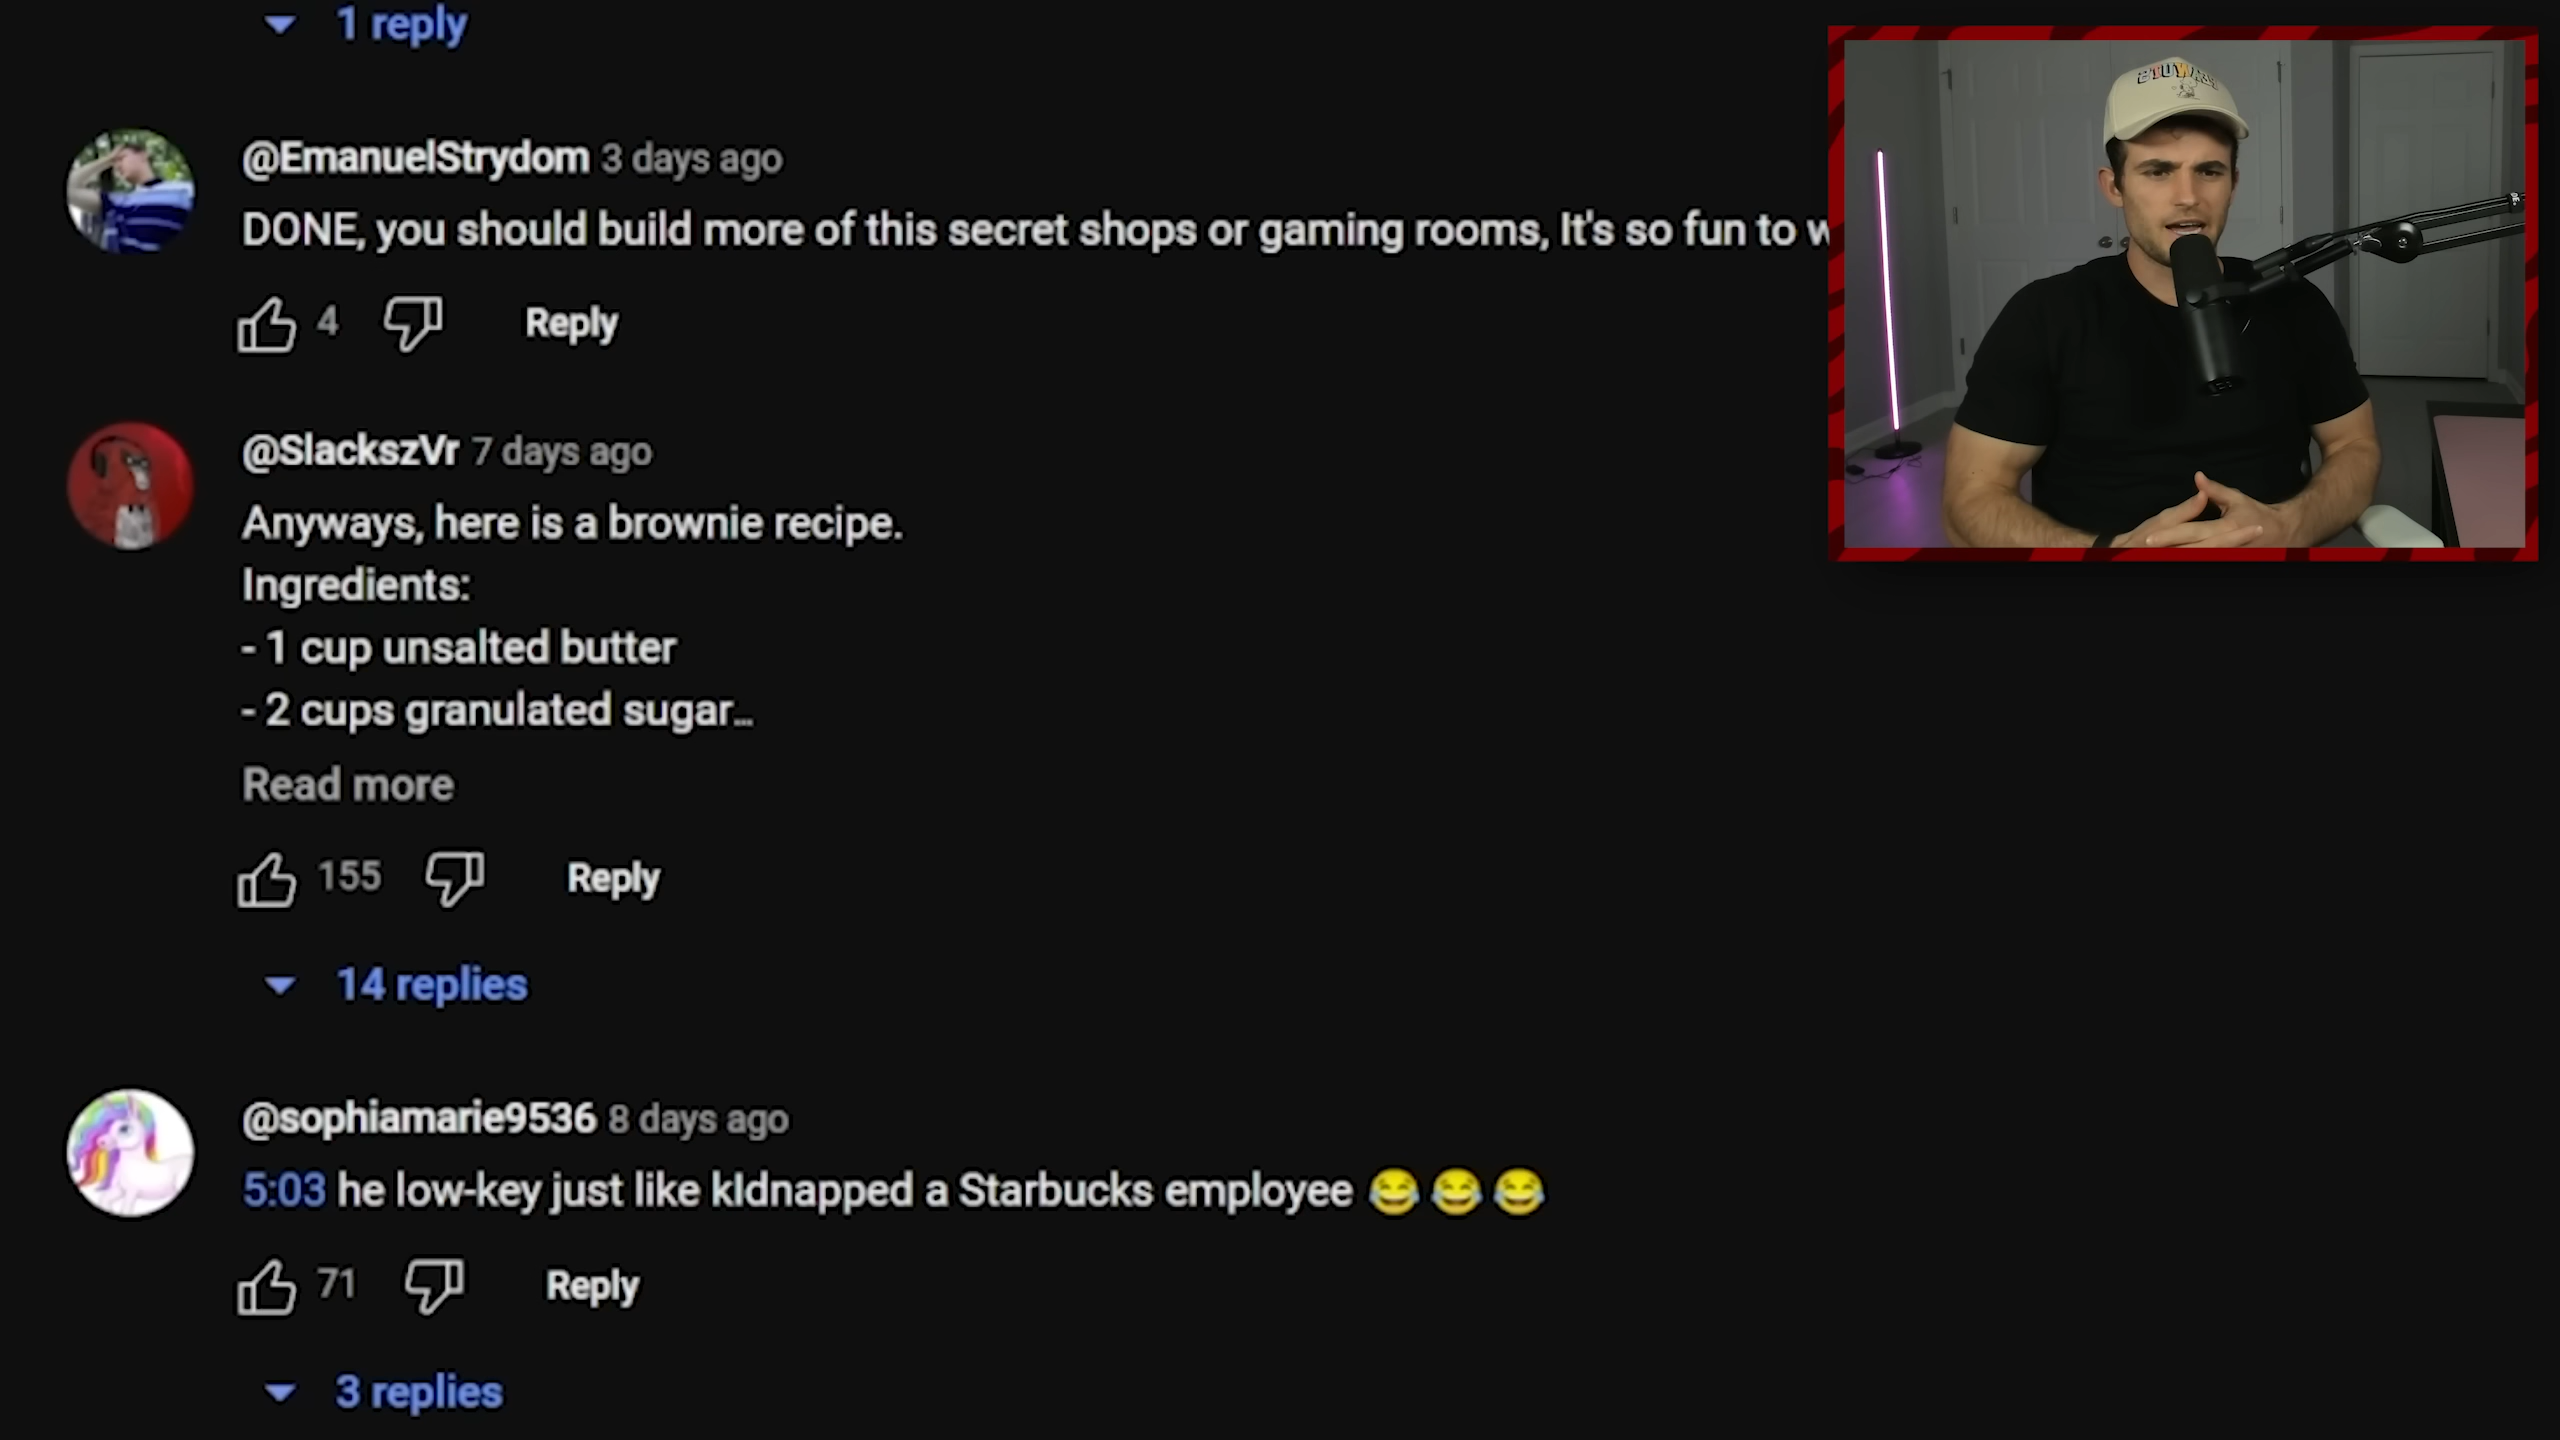 1 reply
@EmanuelStrydom 3 days ago
DONE, you should build more of this secret shops or gaming rooms, It's so fun to
4 Reply
@SlackszVr 7 days ago
Anyways, here is a brownie recipe.
Ingredients:
- 1 cup unsalted butter
- 2 cups granulated sugar...
Read more
155 Reply
14 replies
@sophiamarie9536 8 days ago
5:03 he low-key just like kIdnapped a Starbucks employee 😂😂😂
71 Reply
3 replies